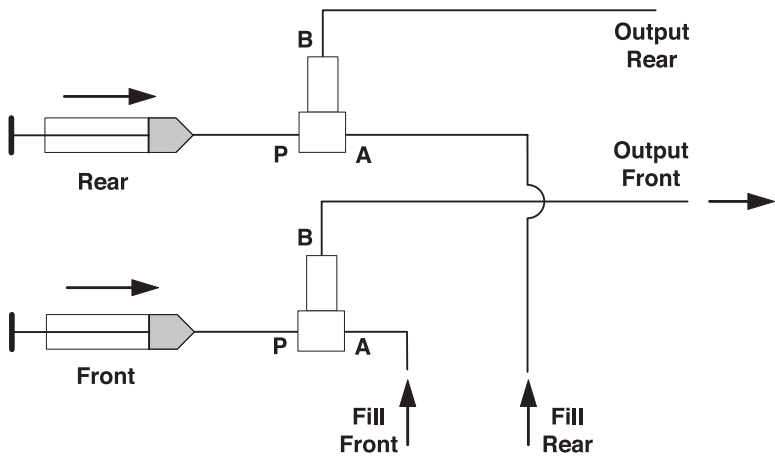 B
Output
Rear
P
A
Rear
Output
Front
B
P
A
Front
Fill
Front
Fill
Rear